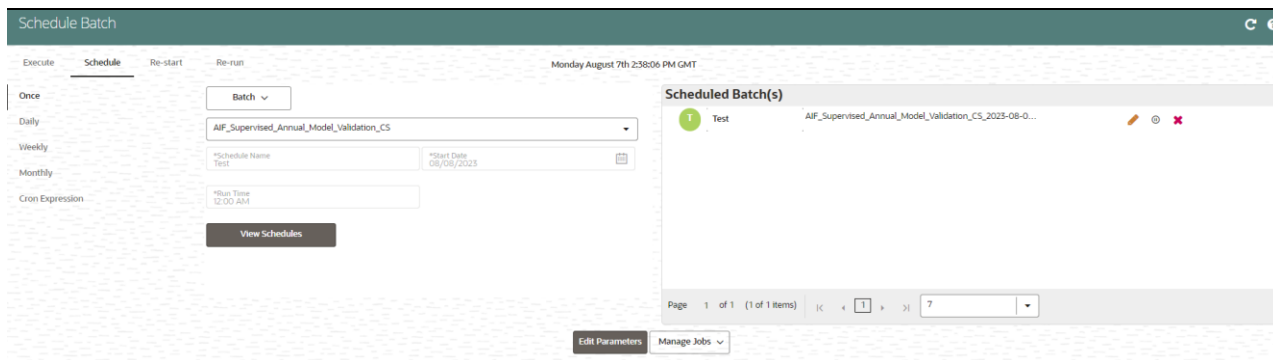 Schedule Batch
Execute Schedule Re-start Re-run
Monday August 7th 2:38:06 PM GMT
Once
Daily
Weekly
Monthly
Cron Expression
Batch
AIF_Supervised_Annual_Model_Validation_CS
*Schedule Name
Test
*Start Date
08/08/2023
*Run Time
12:00 AM
View Schedules
Scheduled Batch(s)
T Test AIF_Supervised_Annual_Model_Validation_CS_2023-08-0...
Page 1 of 1 (1 of 1 items) 1 7
Edit Parameters Manage Jobs